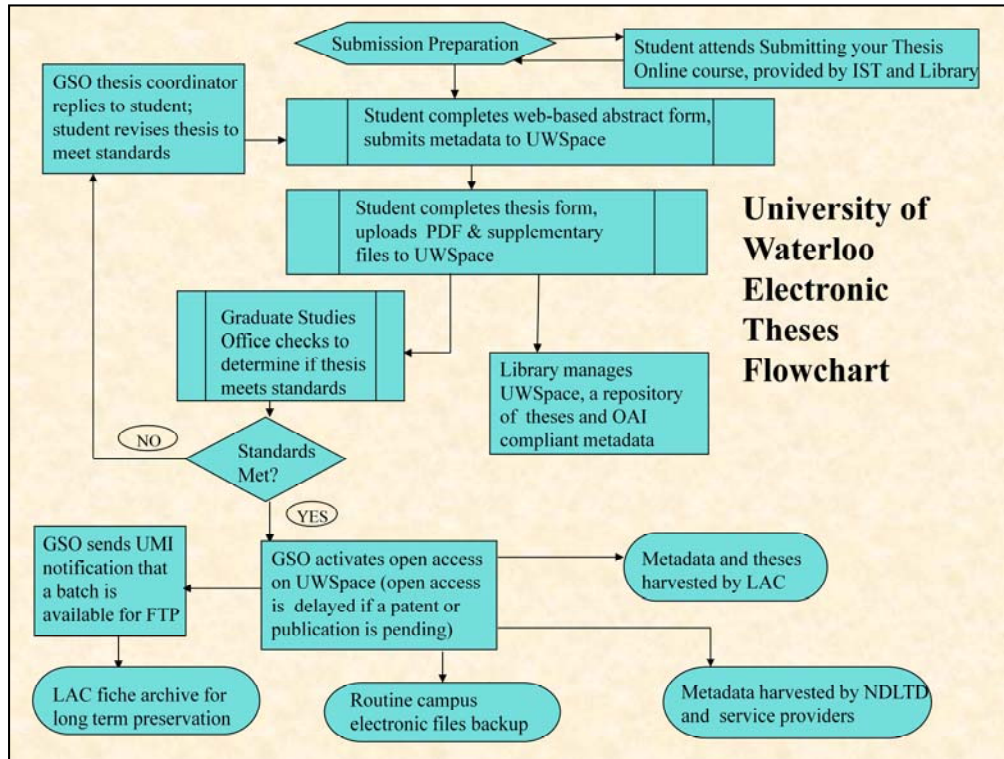 Submission Preparation
Student attends Submitting your Thesis
Online course, provided by IST and Library
GSO thesis coordinator
replies to student;
student revises thesis to
meet standards
Student completes web-based abstract form,
submits metadata to UWSpace
Student completes thesis form,
uploads PDF & supplementary
files to UWSpace
University of
Waterloo
Electronic
Theses
Flowchart
Graduate Studies
Office checks to
determine if thesis
meets standards
Library manages
UWSpace, a repository
of theses and OAI
compliant metadata
NO
Standards
Met?
YES
GSO sends UMI
notification that
a batch is
available for FTP
GSO activates open access
on UWSpace (open access
is delayed if a patent or
publication is pending)
Metadata and theses
harvested by LAC
LAC fiche archive for
long term preservation
Routine campus
electronic files backup
Metadata harvested by NDLTD
and service providers